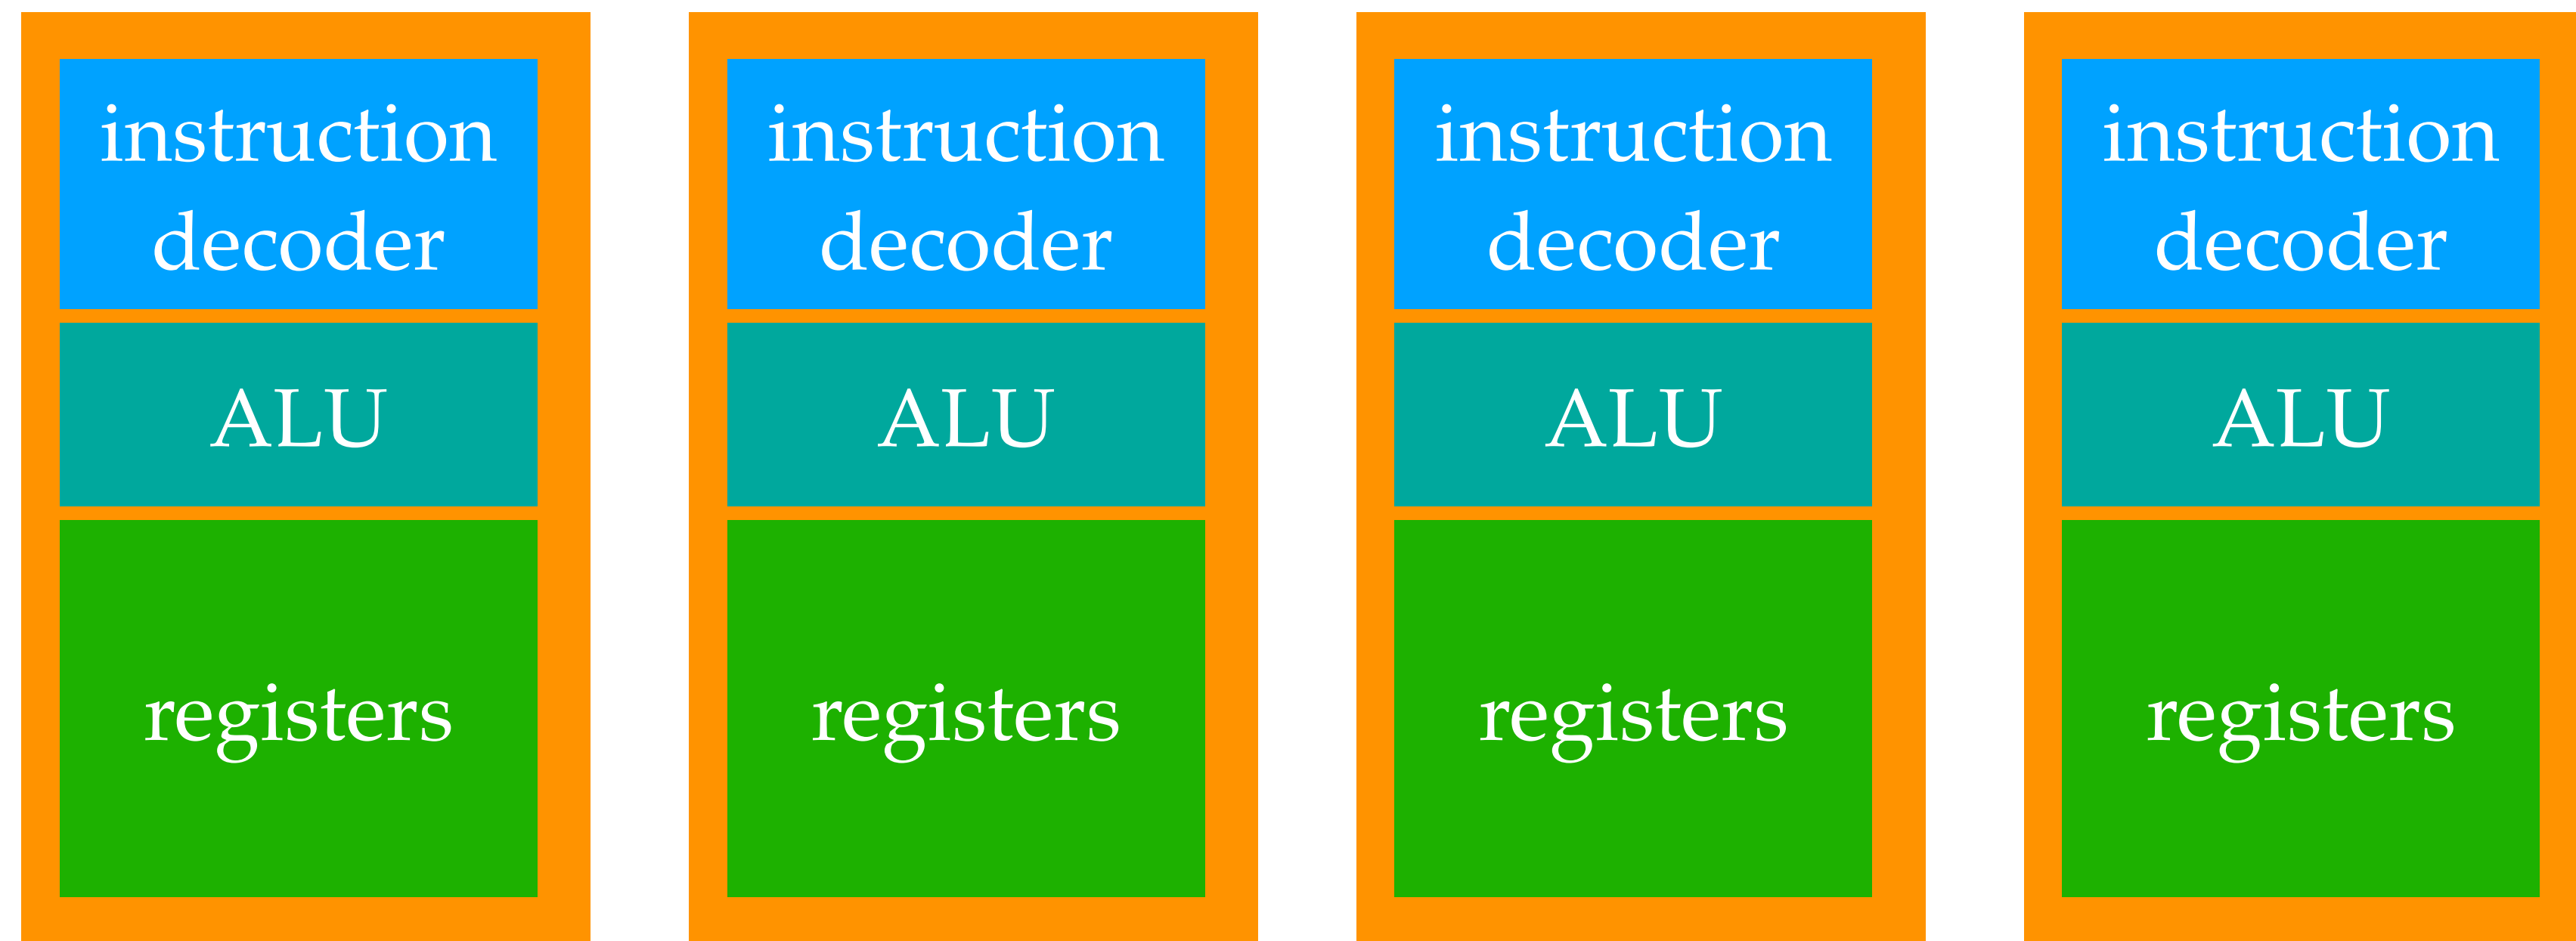 instruction
decoder
ALU
registers
instruction
decoder
ALU
registers
instruction
decoder
ALU
registers
instruction
decoder
ALU
registers